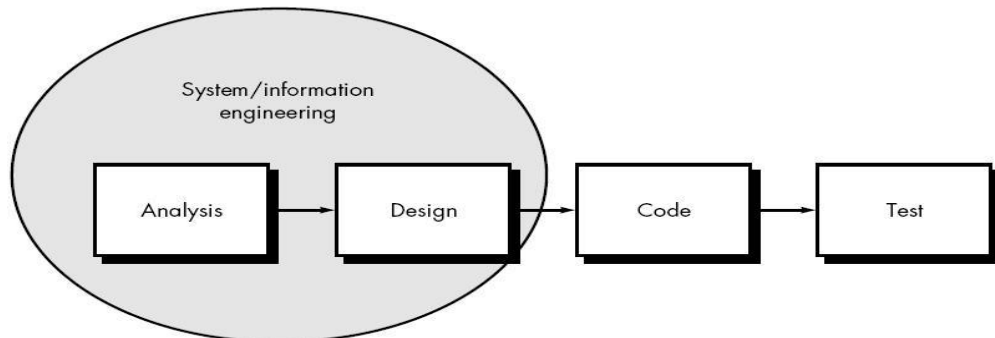 System/information
engineering
Analysis
Design
Code
Test